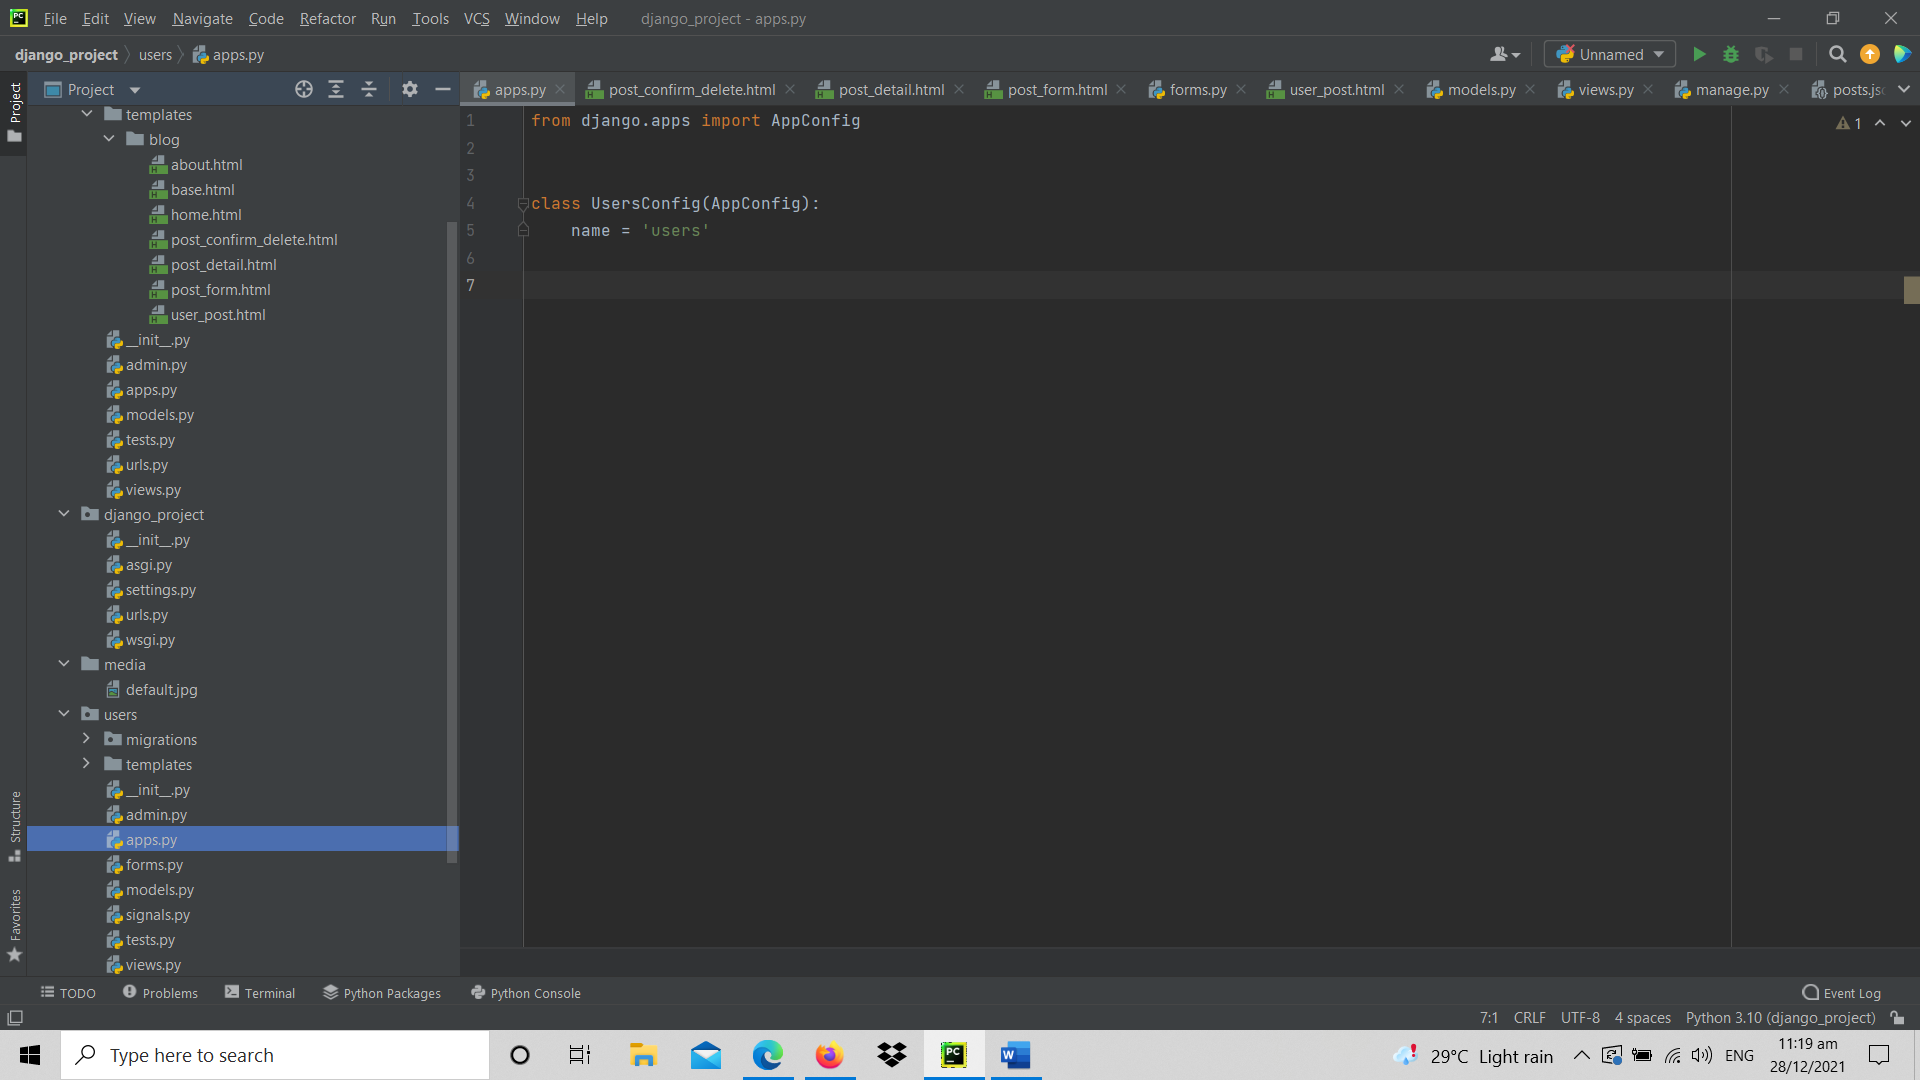 File Edit View Navigate Code Refactor Run Tools VCS Window Help django_project - apps.py
django_project users apps.py Unnamed
Project apps.py post_confirm_delete.html post_detail.html post_form.html forms.py user_post.html models.py views.py manage.py posts.js
Project
templates
blog
about.html
base.html
home.html
post_confirm_delete.html
post_detail.html
post_form.html
user_post.html
__init__.py
admin.py
apps.py
models.py
tests.py
urls.py
views.py
django_project
__init__.py
asgi.py
settings.py
urls.py
wsgi.py
media
default.jpg
users
migrations
templates
__init__.py
admin.py
apps.py
forms.py
models.py
signals.py
tests.py
views.py
Structure
Favorites
1 from django.apps import AppConfig
2
3
4 class UsersConfig(AppConfig):
5 name = 'users'
6
7
1
TODO Problems Terminal Python Packages Python Console Event Log
7:1 CRLF UTF-8 4 spaces Python 3.10 (django_project)
Type here to search PC W 29°C Light rain ENG 11:19 am
28/12/2021